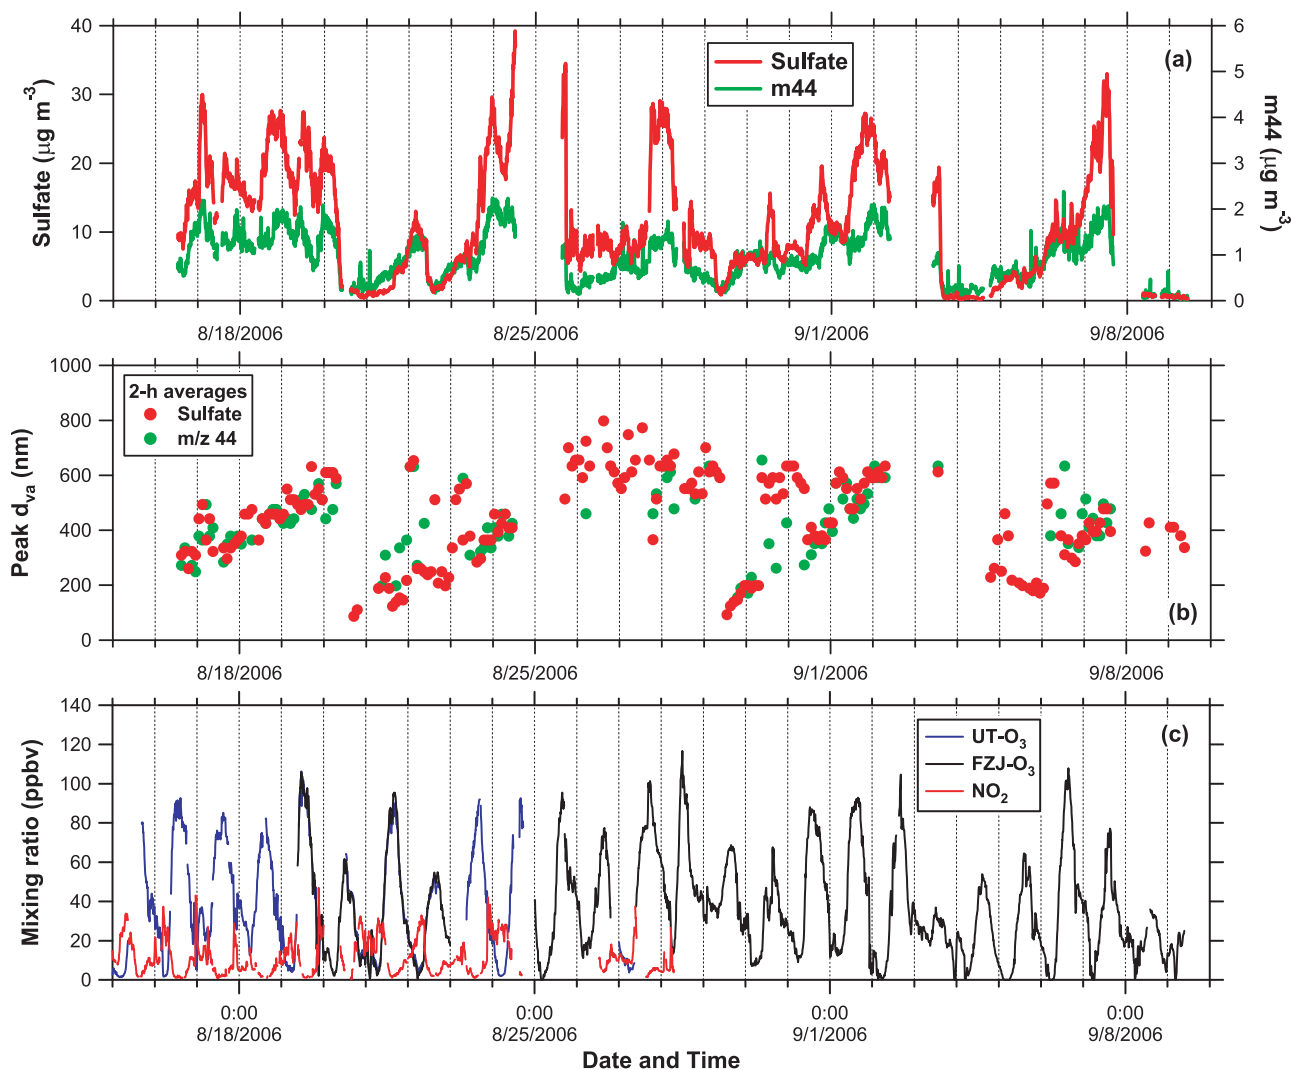 (a)
Sulfate
m44
40
30
20
10
0
Sulfate (µg m⁻³)
6
5
4
3
2
1
0
m44 (µg m⁻³)
8/18/2006 8/25/2006 9/1/2006 9/8/2006
2-h averages
Sulfate
m/z 44
1000
800
600
400
200
0
Peak dva (nm)
(b)
8/18/2006 8/25/2006 9/1/2006 9/8/2006
(c)
UT-O₃
FZJ-O₃
NO₂
140
120
100
80
60
40
20
0
Mixing ratio (ppbv)
0:00 0:00 0:00 0:00
8/18/2006 8/25/2006 9/1/2006 9/8/2006
Date and Time